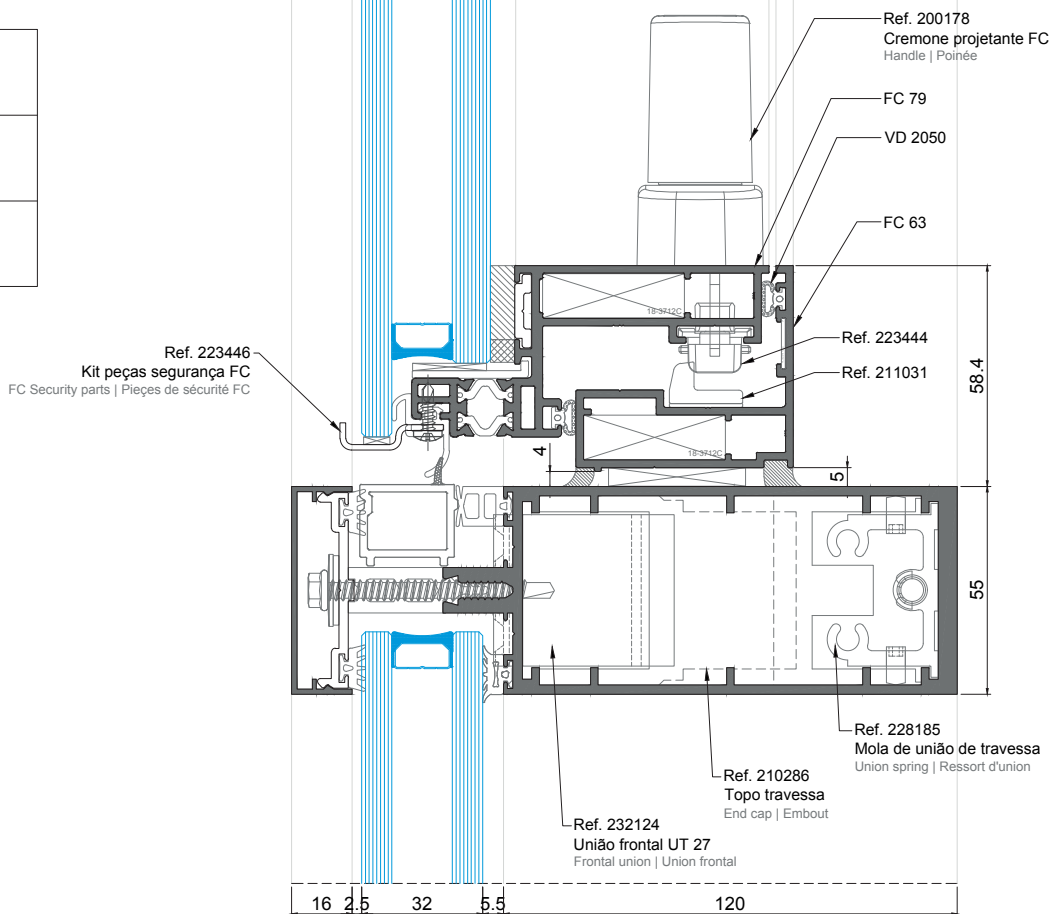 Ref. 200178
Cremone projetante FC
Handle | Poinée
FC 79
VD 2050
FC 63
18-3712C
Ref. 223444
Ref. 223446
Kit peças segurança FC
FC Security parts | Pieçes de sécurité FC
Ref. 211031
58.4
18-3712C
4
5
55
Ref. 228185
Mola de união de travessa
Union spring | Ressort d'union
Ref. 210286
Topo travessa
End cap | Embout
Ref. 232124
União frontal UT 27
Frontal union | Union frontal
16 2.5 32 5.5 120